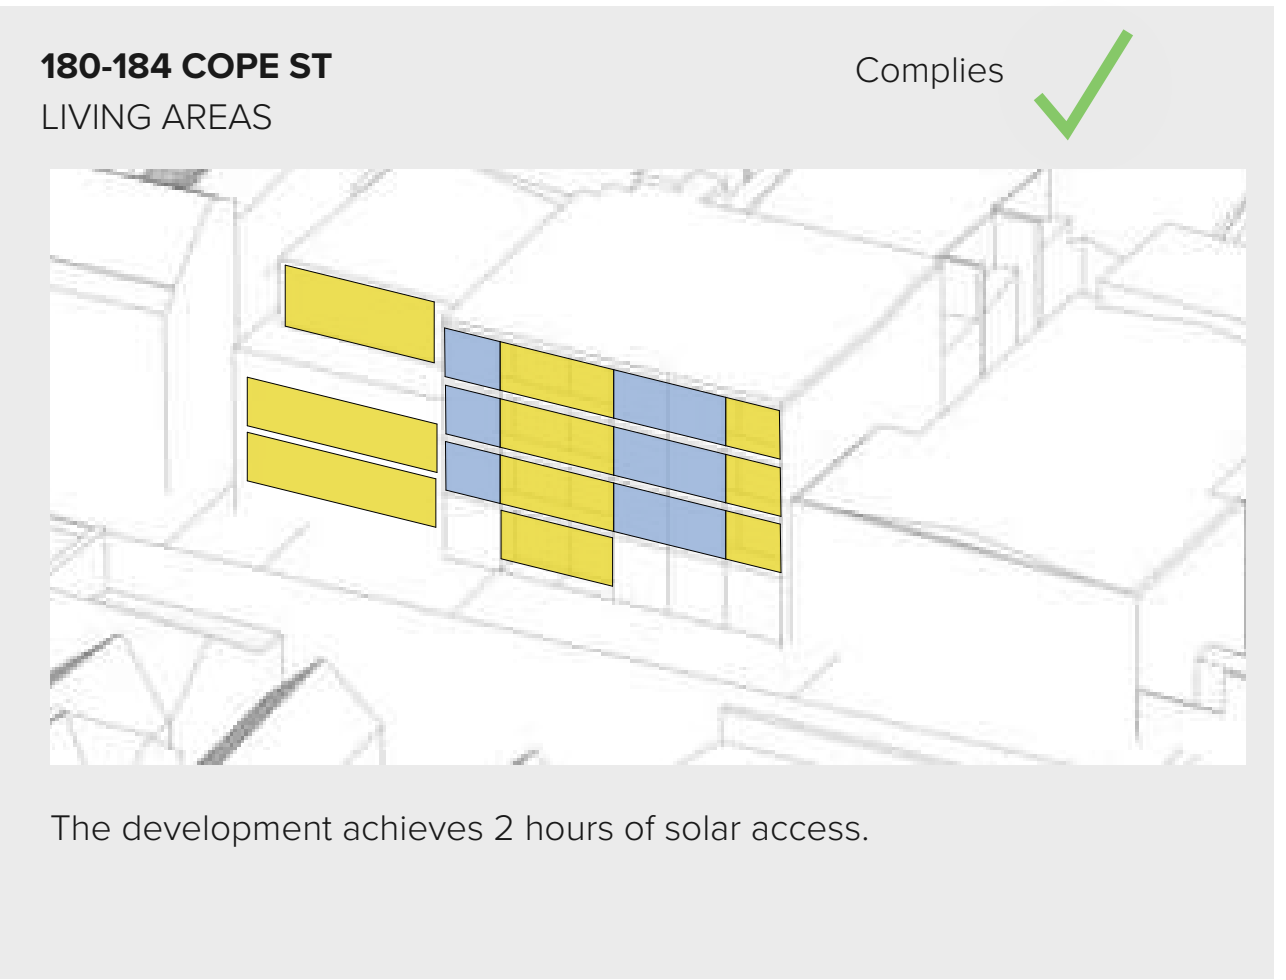 180-184 COPE ST
Complies
LIVING AREAS
The development achieves 2 hours of solar access.